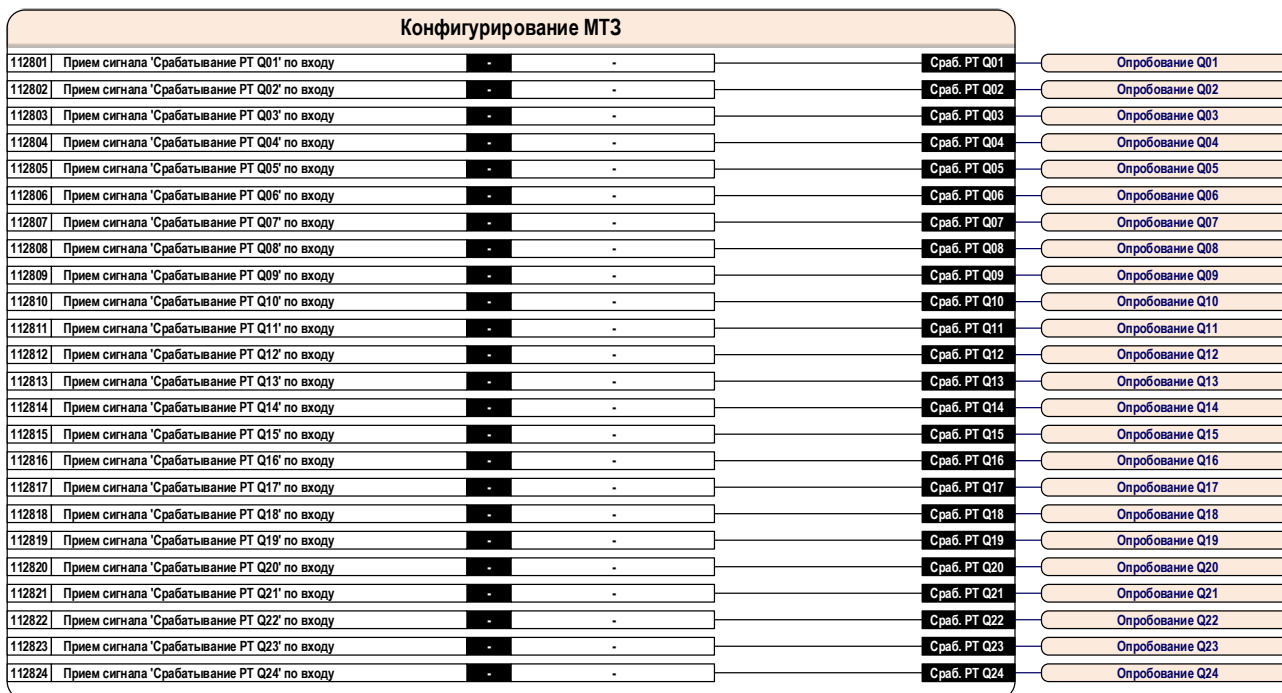 Конфигурирование МТЗ
112801 Прием сигнала 'Срабатывание РТ Q01' по входу - - Сраб. РТ Q01 Опробование Q01
112802 Прием сигнала 'Срабатывание РТ Q02' по входу - - Сраб. РТ Q02 Опробование Q02
112803 Прием сигнала 'Срабатывание РТ Q03' по входу - - Сраб. РТ Q03 Опробование Q03
112804 Прием сигнала 'Срабатывание РТ Q04' по входу - - Сраб. РТ Q04 Опробование Q04
112805 Прием сигнала 'Срабатывание РТ Q05' по входу - - Сраб. РТ Q05 Опробование Q05
112806 Прием сигнала 'Срабатывание РТ Q06' по входу - - Сраб. РТ Q06 Опробование Q06
112807 Прием сигнала 'Срабатывание РТ Q07' по входу - - Сраб. РТ Q07 Опробование Q07
112808 Прием сигнала 'Срабатывание РТ Q08' по входу - - Сраб. РТ Q08 Опробование Q08
112809 Прием сигнала 'Срабатывание РТ Q09' по входу - - Сраб. РТ Q09 Опробование Q09
112810 Прием сигнала 'Срабатывание РТ Q10' по входу - - Сраб. РТ Q10 Опробование Q10
112811 Прием сигнала 'Срабатывание РТ Q11' по входу - - Сраб. РТ Q11 Опробование Q11
112812 Прием сигнала 'Срабатывание РТ Q12' по входу - - Сраб. РТ Q12 Опробование Q12
112813 Прием сигнала 'Срабатывание РТ Q13' по входу - - Сраб. РТ Q13 Опробование Q13
112814 Прием сигнала 'Срабатывание РТ Q14' по входу - - Сраб. РТ Q14 Опробование Q14
112815 Прием сигнала 'Срабатывание РТ Q15' по входу - - Сраб. РТ Q15 Опробование Q15
112816 Прием сигнала 'Срабатывание РТ Q16' по входу - - Сраб. РТ Q16 Опробование Q16
112817 Прием сигнала 'Срабатывание РТ Q17' по входу - - Сраб. РТ Q17 Опробование Q17
112818 Прием сигнала 'Срабатывание РТ Q18' по входу - - Сраб. РТ Q18 Опробование Q18
112819 Прием сигнала 'Срабатывание РТ Q19' по входу - - Сраб. РТ Q19 Опробование Q19
112820 Прием сигнала 'Срабатывание РТ Q20' по входу - - Сраб. РТ Q20 Опробование Q20
112821 Прием сигнала 'Срабатывание РТ Q21' по входу - - Сраб. РТ Q21 Опробование Q21
112822 Прием сигнала 'Срабатывание РТ Q22' по входу - - Сраб. РТ Q22 Опробование Q22
112823 Прием сигнала 'Срабатывание РТ Q23' по входу - - Сраб. РТ Q23 Опробование Q23
112824 Прием сигнала 'Срабатывание РТ Q24' по входу - - Сраб. РТ Q24 Опробование Q24